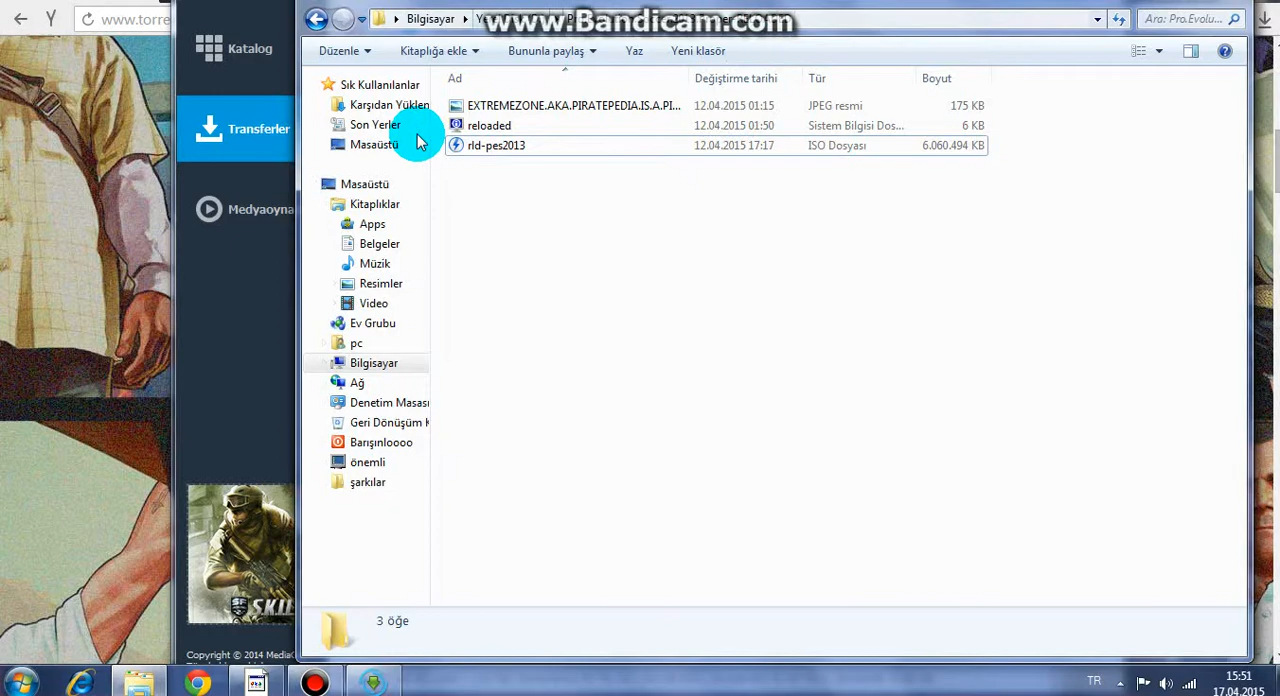 www.torre
Katalog
Transferler
Medyaoyna
SKIL
Copyright © 2014 MediaG
www.Bandicam.com
Bilgisayar
Ara: Pro.Evolu...
Düzenle Kitaplığa ekle Bununla paylaş Yaz Yeni klasör
Ad Değiştirme tarihi Tür Boyut
EXTREMEZONE.AKA.PIRATEPEDIA.IS.A.PI... 12.04.2015 01:15 JPEG resmi 175 KB
reloaded 12.04.2015 01:50 Sistem Bilgisi Dos... 6 KB
rld-pes2013 12.04.2015 17:17 ISO Dosyası 6.060.494 KB
Sık Kullanılanlar
Karşıdan Yüklen
Son Yerler
Masaüstü
Masaüstü
Kitaplıklar
Apps
Belgeler
Müzik
Resimler
Video
Ev Grubu
pc
Bilgisayar
Ağ
Denetim Masası
Geri Dönüşüm K
Barışınloooo
önemli
şarkılar
3 öğe
TR
15:51
17.04.2015